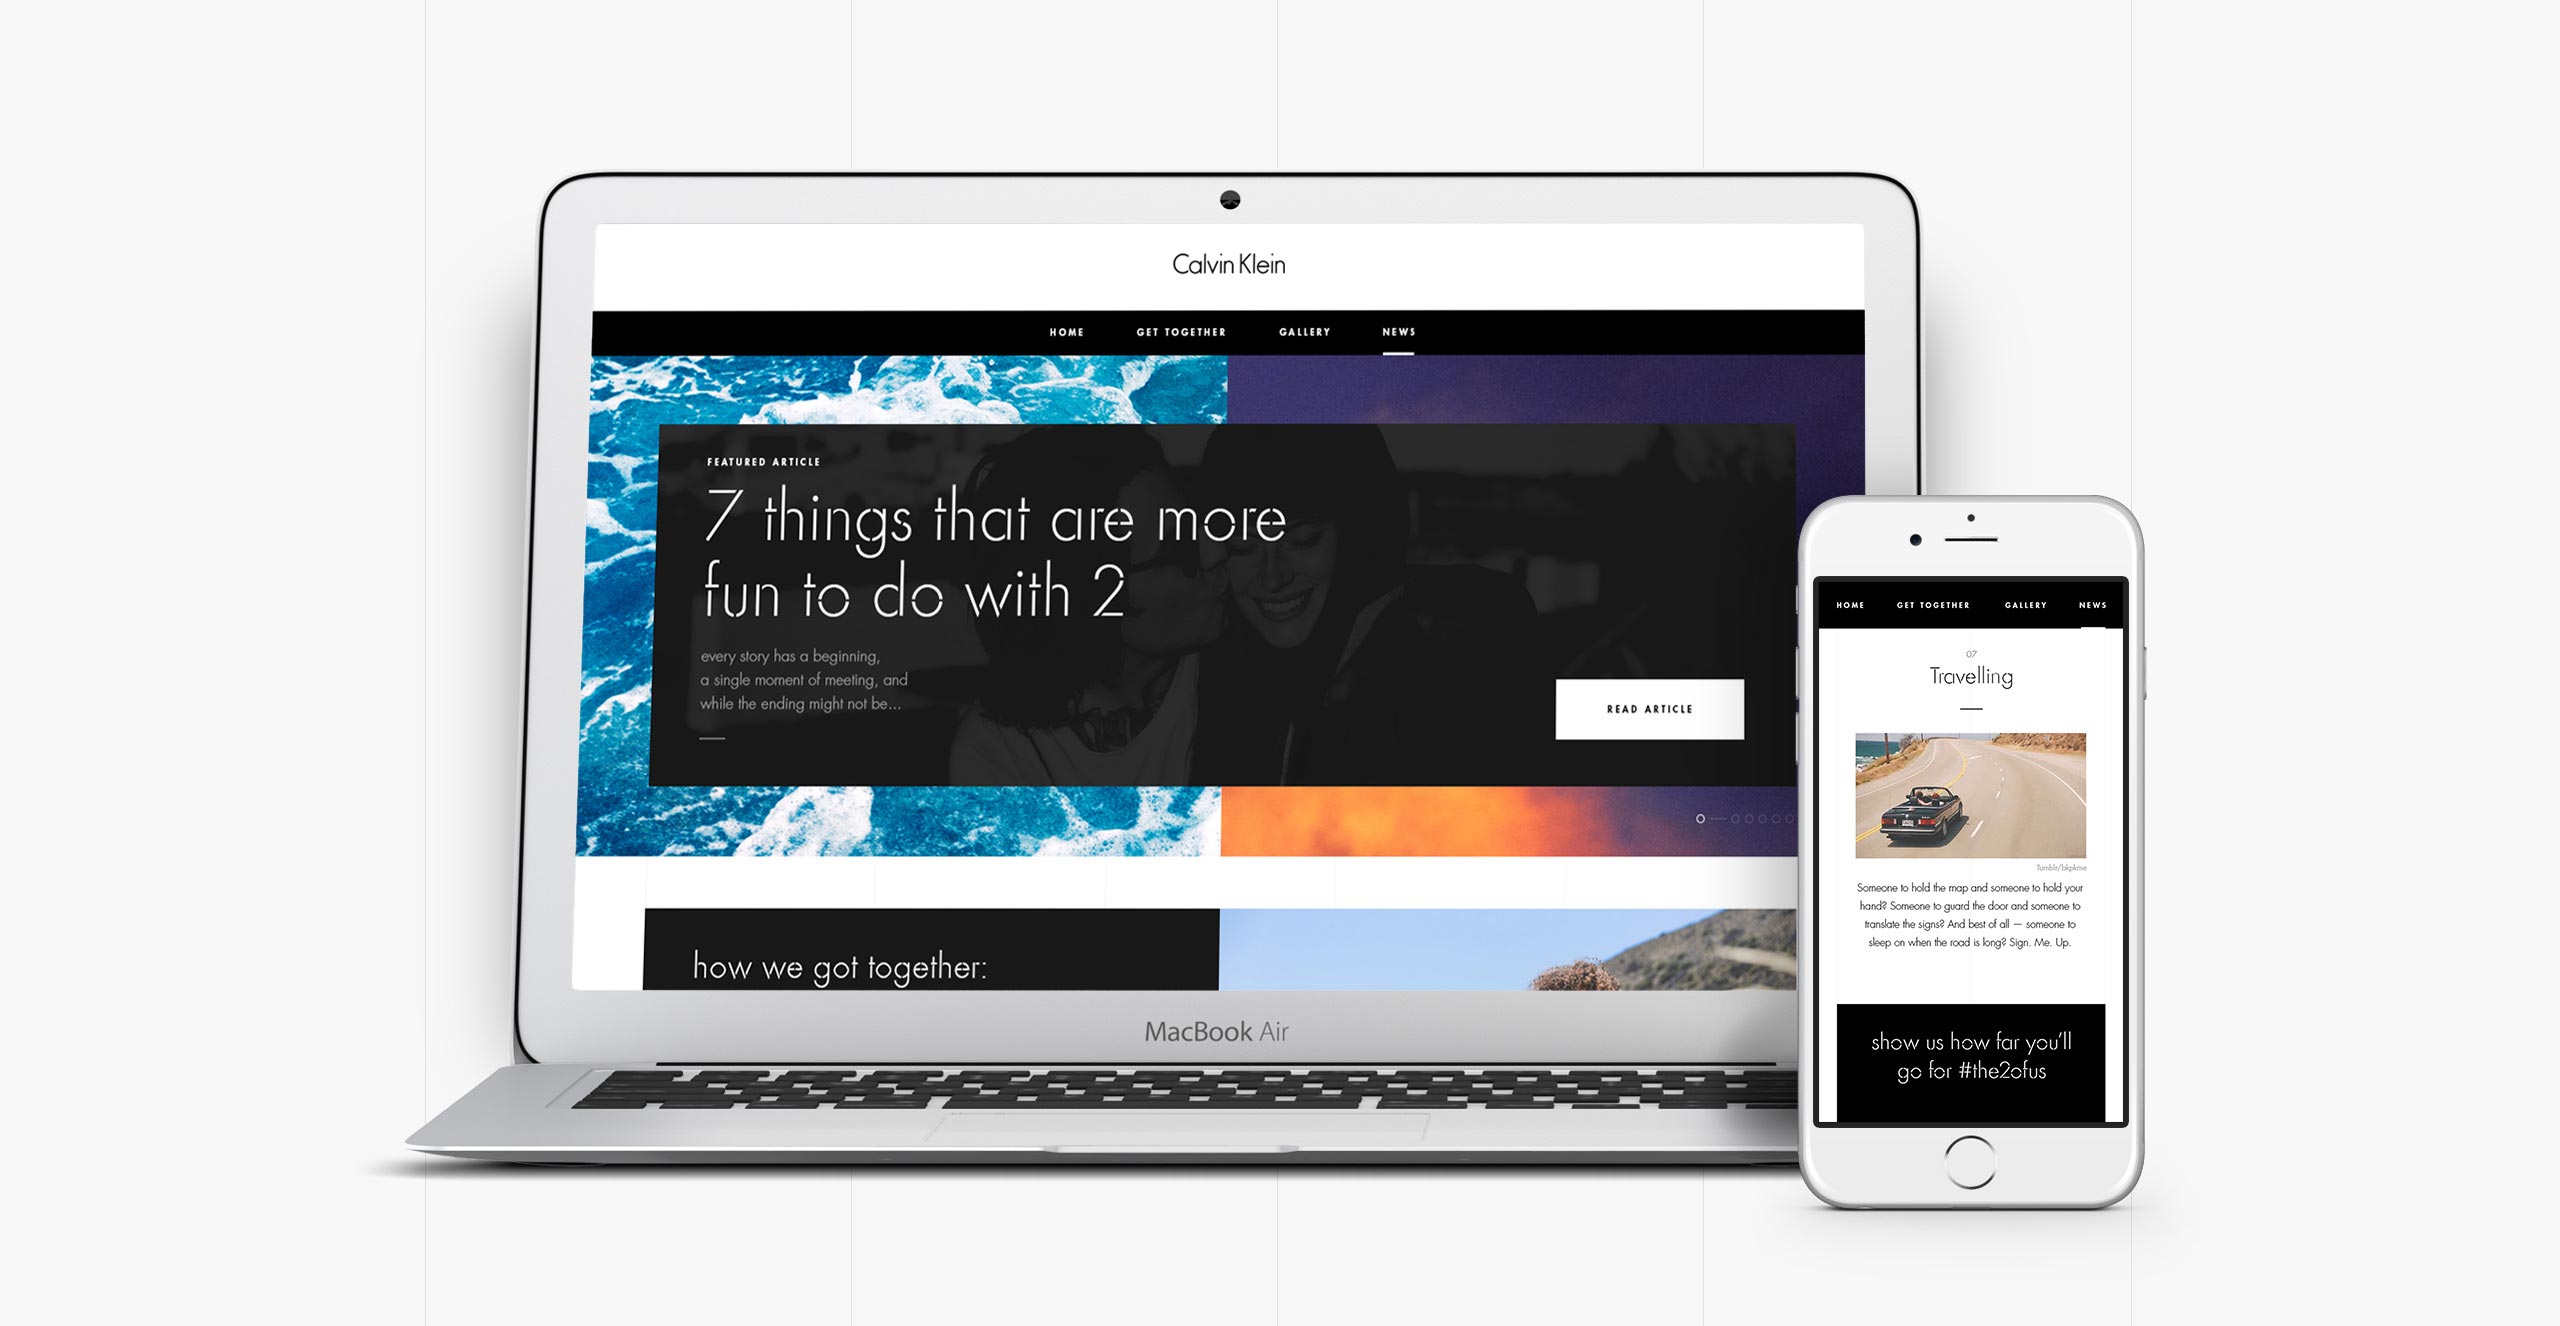 Calvin Klein
HOME GET TOGETHER GALLERY NEWS
FEATURED ARTICLE
7 things that are more
fun to do with 2
every story has a beginning,
a single moment of meeting, and
while the ending might not be...
READ ARTICLE
how we got together:
MacBook Air
HOME GET TOGETHER GALLERY NEWS
07
Travelling
Tumblr/bkpkme
Someone to hold the map and someone to hold your
hand? Someone to guard the door and someone to
translate the signs? And best of all — someone to
sleep on when the road is long? Sign. Me. Up.
show us how far you'll
go for #the2ofus